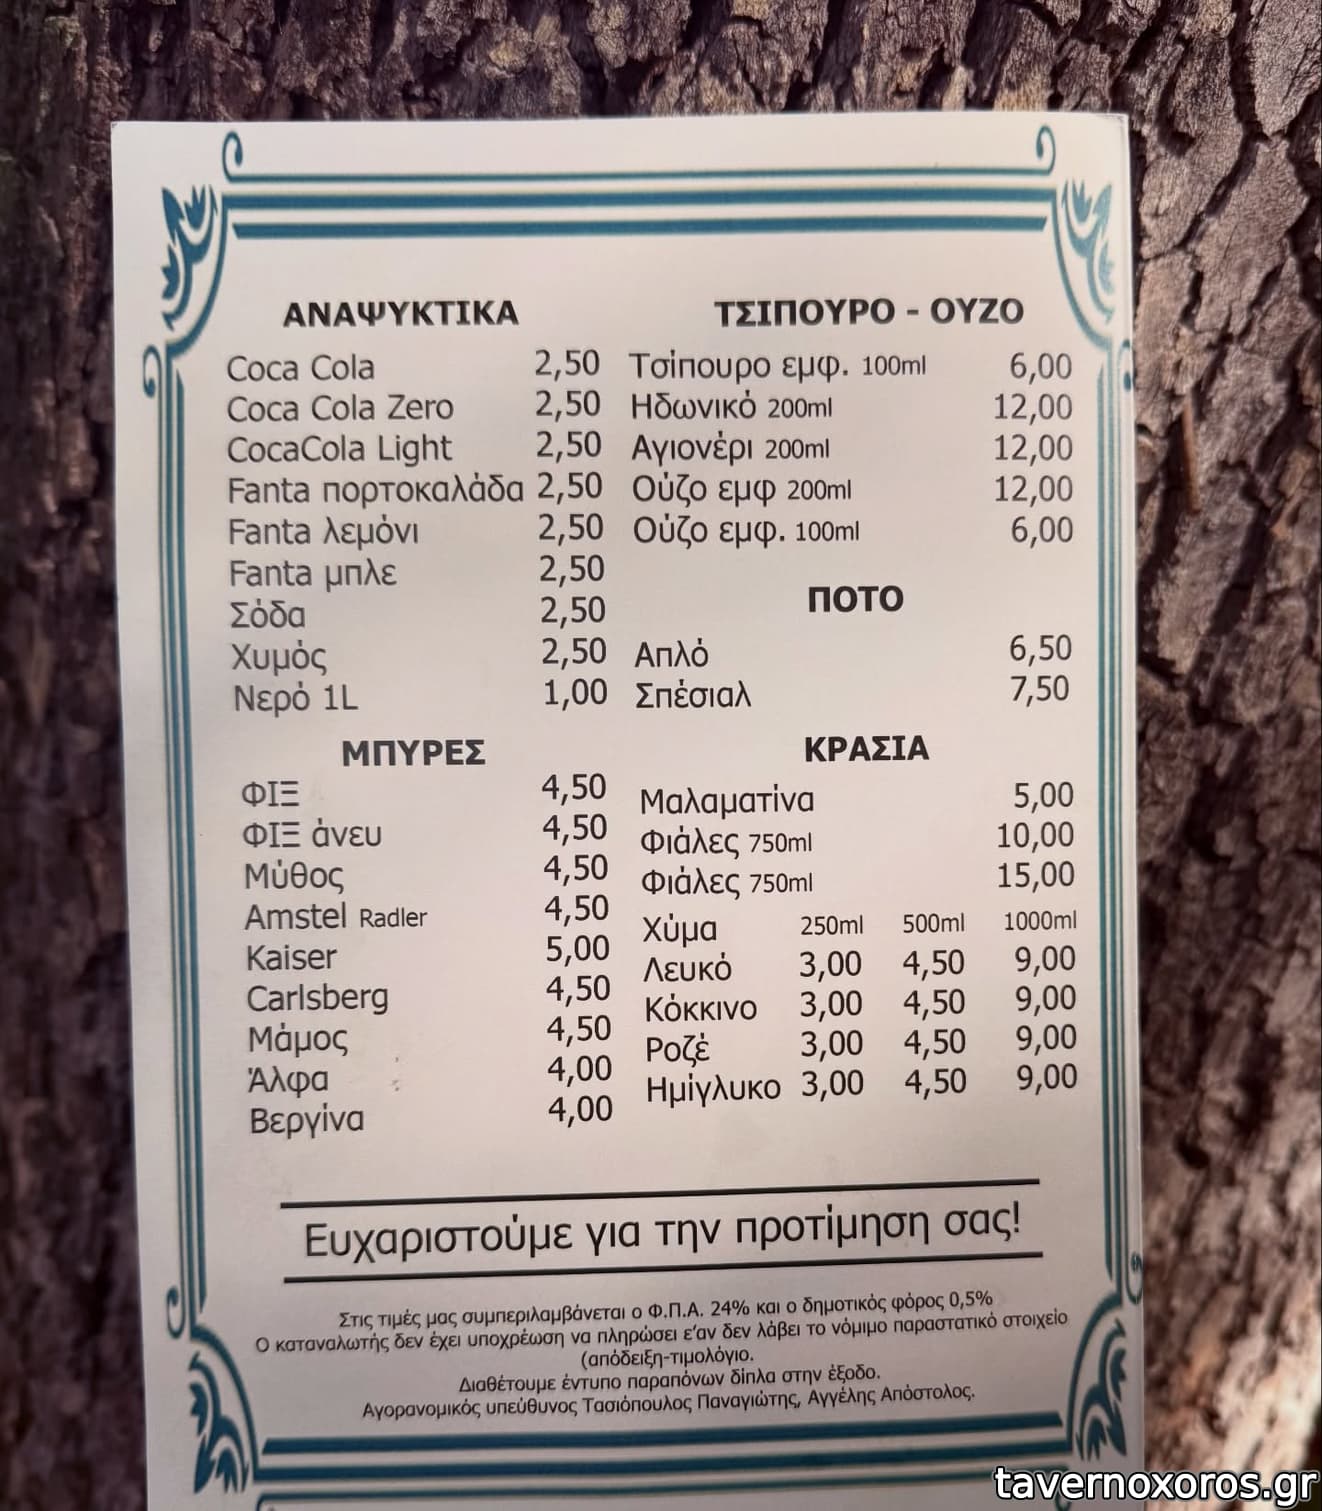 ΑΝΑΨΥΚΤΙΚΑ
Coca Cola 2,50
Coca Cola Zero 2,50
CocaCola Light 2,50
Fanta πορτοκαλάδα 2,50
Fanta λεμόνι 2,50
Fanta μπλε 2,50
Σόδα 2,50
Χυμός 2,50
Νερό 1L 1,00
ΜΠΥΡΕΣ
ΦΙΞ 4,50
ΦΙΞ άνευ 4,50
Μύθος 4,50
Amstel Radler 4,50
Kaiser 5,00
Carlsberg 4,50
Μάμος 4,50
Άλφα 4,00
Βεργίνα 4,00
ΤΣΙΠΟΥΡΟ - ΟΥΖΟ
Τσίπουρο εμφ. 100ml 6,00
Ηδωνικό 200ml 12,00
Αγιονέρι 200ml 12,00
Ούζο εμφ 200ml 12,00
Ούζο εμφ. 100ml 6,00
ΠΟΤΟ
Απλό 6,50
Σπέσιαλ 7,50
ΚΡΑΣΙΑ
Μαλαματίνα 5,00
Φιάλες 750ml 10,00
Φιάλες 750ml 15,00
Χύμα 250ml 500ml 1000ml
Λευκό 3,00 4,50 9,00
Κόκκινο 3,00 4,50 9,00
Ροζέ 3,00 4,50 9,00
Ημίγλυκο 3,00 4,50 9,00
Ευχαριστούμε για την προτίμηση σας!
Στις τιμές μας συμπεριλαμβάνεται ο Φ.Π.Α. 24% και ο δημοτικός φόρος 0,5%
Ο καταναλωτής δεν έχει υποχρέωση να πληρώσει ε'αν δεν λάβει το νόμιμο παραστατικό στοιχείο
(απόδειξη-τιμολόγιο.
Διαθέτουμε έντυπο παραπόνων δίπλα στην έξοδο.
Αγορανομικός υπεύθυνος Τασιόπουλος Παναγιώτης, Αγγέλης Απόστολος.
tavernoxoros.gr